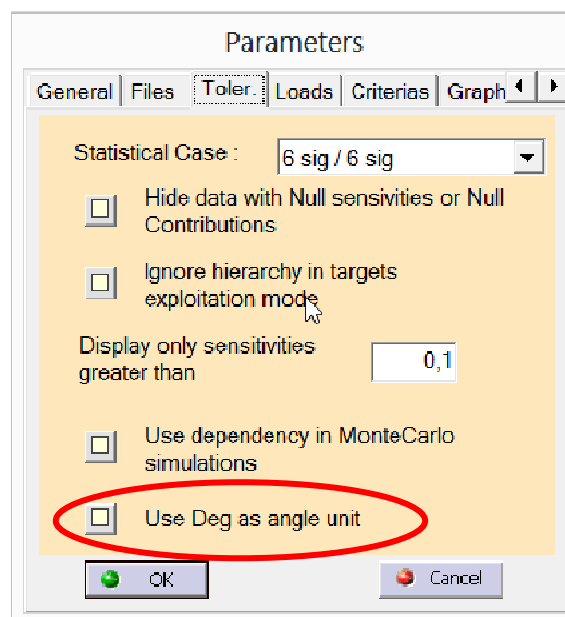 Parameters
General Files Toler. Loads Criterias Graph
Statistical Case : 6 sig / 6 sig
Hide data with Null sensivities or Null
Contributions
Ignore hierarchy in targets
exploitation mode
Display only sensitivities
greater than 0,1
Use dependency in MonteCarlo
simulations
Use Deg as angle unit
OK Cancel